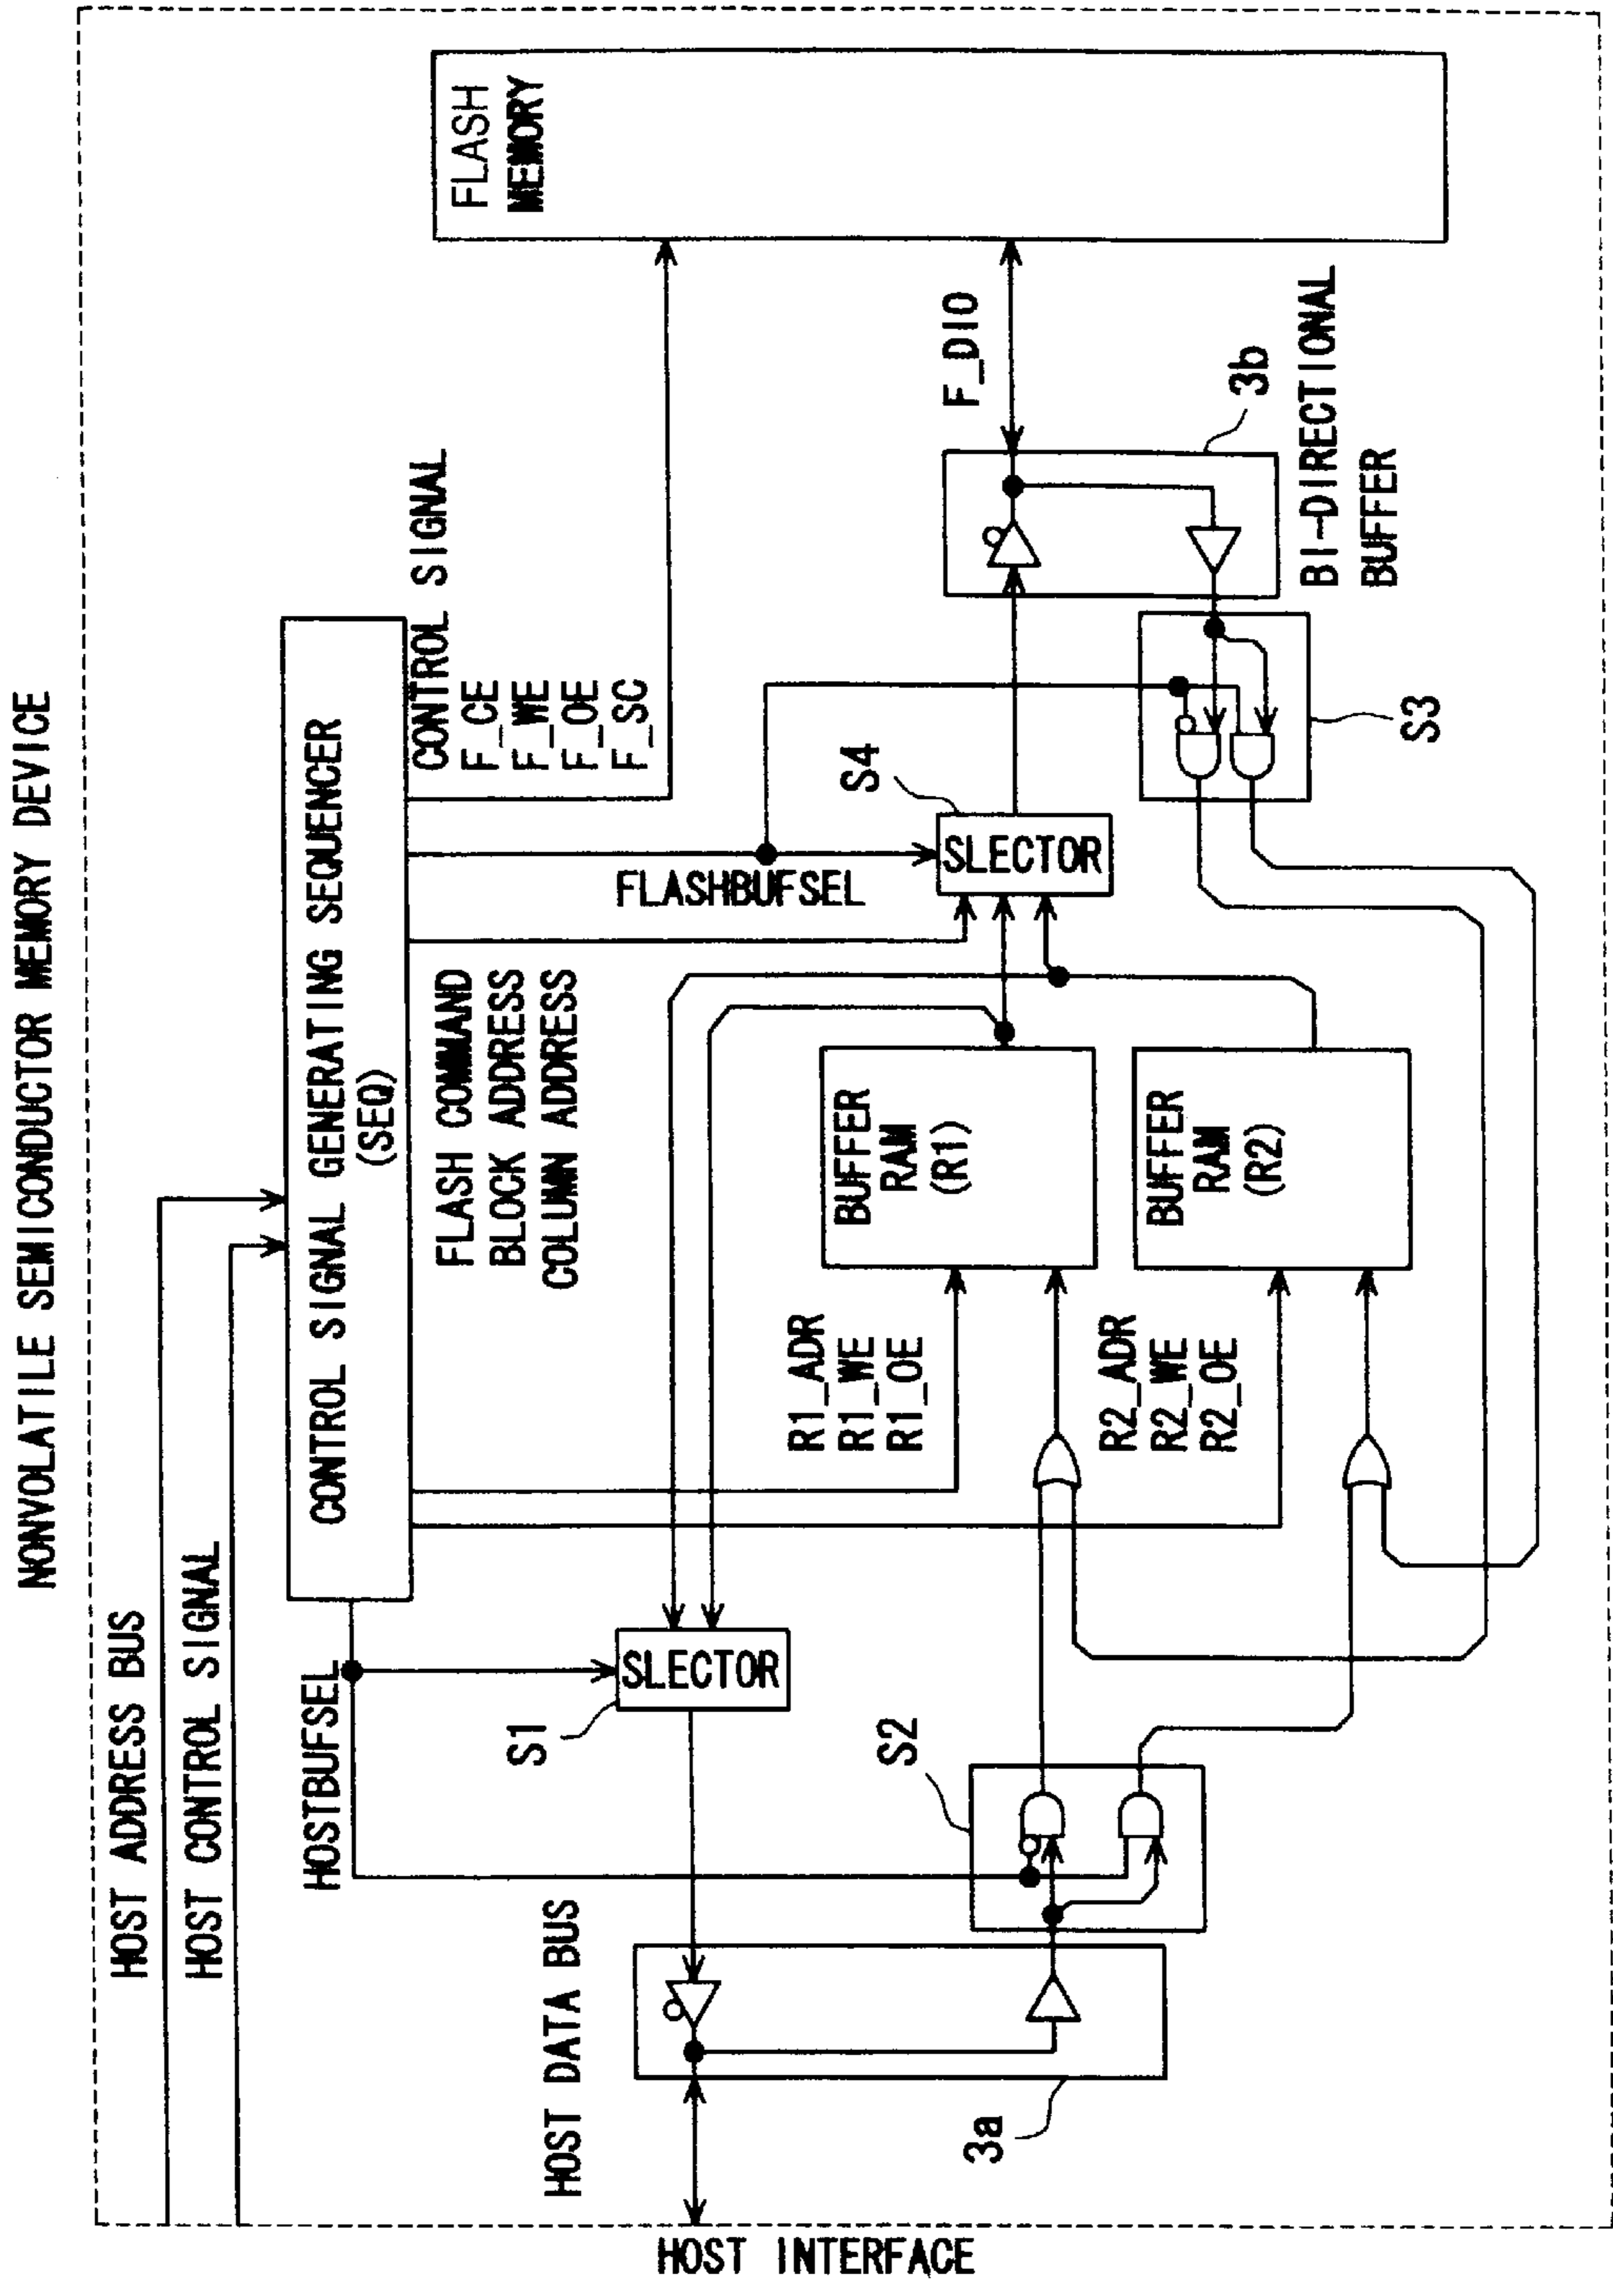 NONVOLATILE SEMICONDUCTOR MEMORY DEVICE
HOST ADDRESS BUS
HOST CONTROL SIGNAL
CONTROL SIGNAL GENERATING SEQUENCER
(SEQ)
HOSTBUFSEL
CONTROL SIGNAL
F_CE
F_WE
F_OE
F_SC
FLASH
MEMORY
FLASH COMMAND
BLOCK ADDRESS
COLUMN ADDRESS
FLASHBUFSEL
S1
SLECTOR
S4
SLECTOR
F_DIO
HOST DATA BUS
R1_ADR
R1_WE
R1_OE
BUFFER
RAM
(R1)
S2
R2_ADR
R2_WE
R2_OE
BUFFER
RAM
(R2)
3a
3b
S3
BI-DIRECTIONAL
BUFFER
HOST INTERFACE